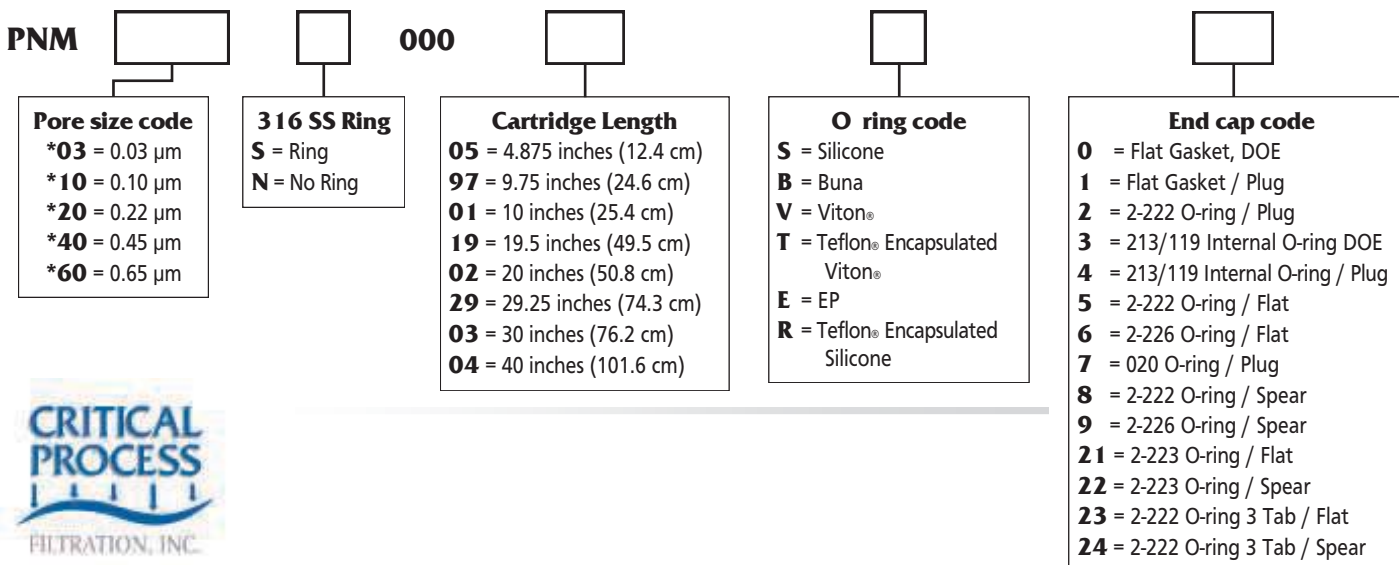 PNM 000
Pore size code
*03 = 0.03 µm
*10 = 0.10 µm
*20 = 0.22 µm
*40 = 0.45 µm
*60 = 0.65 µm
316 SS Ring
S = Ring
N = No Ring
Cartridge Length
05 = 4.875 inches (12.4 cm)
97 = 9.75 inches (24.6 cm)
01 = 10 inches (25.4 cm)
19 = 19.5 inches (49.5 cm)
02 = 20 inches (50.8 cm)
29 = 29.25 inches (74.3 cm)
03 = 30 inches (76.2 cm)
04 = 40 inches (101.6 cm)
O ring code
S = Silicone
B = Buna
V = Viton®
T = Teflon® Encapsulated
Viton®
E = EP
R = Teflon® Encapsulated
Silicone
End cap code
0 = Flat Gasket, DOE
1 = Flat Gasket / Plug
2 = 2-222 O-ring / Plug
3 = 213/119 Internal O-ring DOE
4 = 213/119 Internal O-ring / Plug
5 = 2-222 O-ring / Flat
6 = 2-226 O-ring / Flat
7 = 020 O-ring / Plug
8 = 2-222 O-ring / Spear
9 = 2-226 O-ring / Spear
21 = 2-223 O-ring / Flat
22 = 2-223 O-ring / Spear
23 = 2-222 O-ring 3 Tab / Flat
24 = 2-222 O-ring 3 Tab / Spear
CRITICAL
PROCESS
FILTRATION, INC.